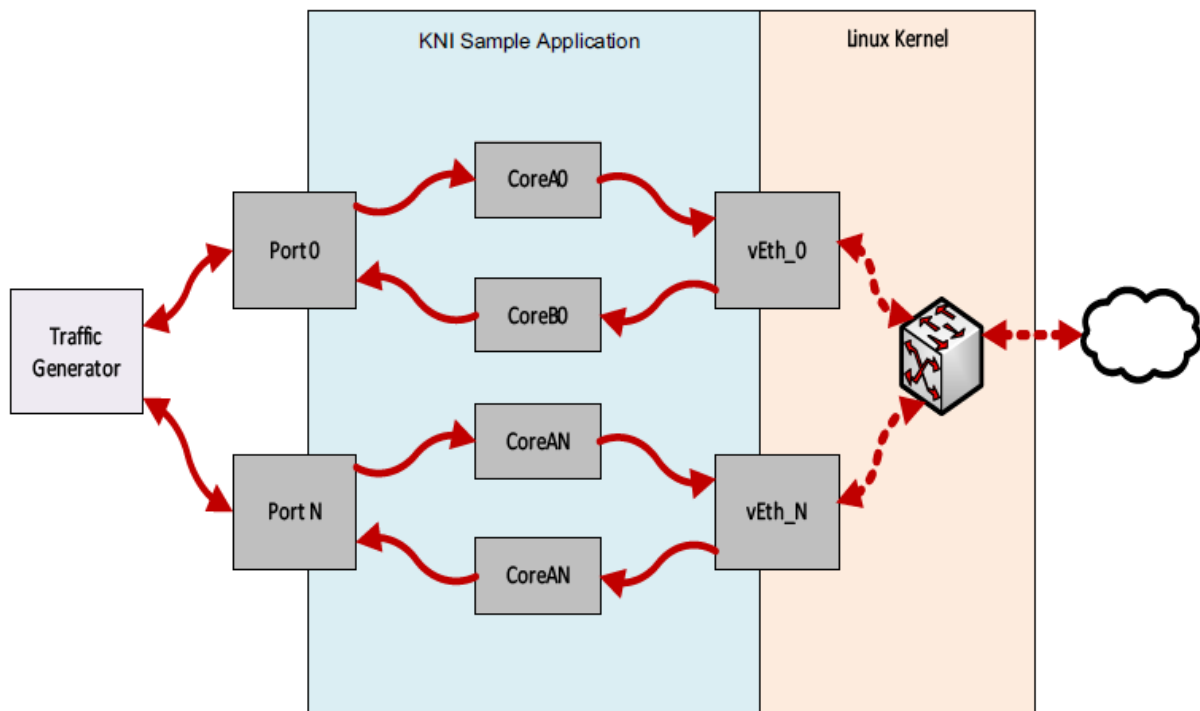 KNI Sample Application
Linux Kernel
CoreA0
Port 0
vEth_0
CoreB0
Traffic
Generator
CoreAN
Port N
vEth_N
CoreAN